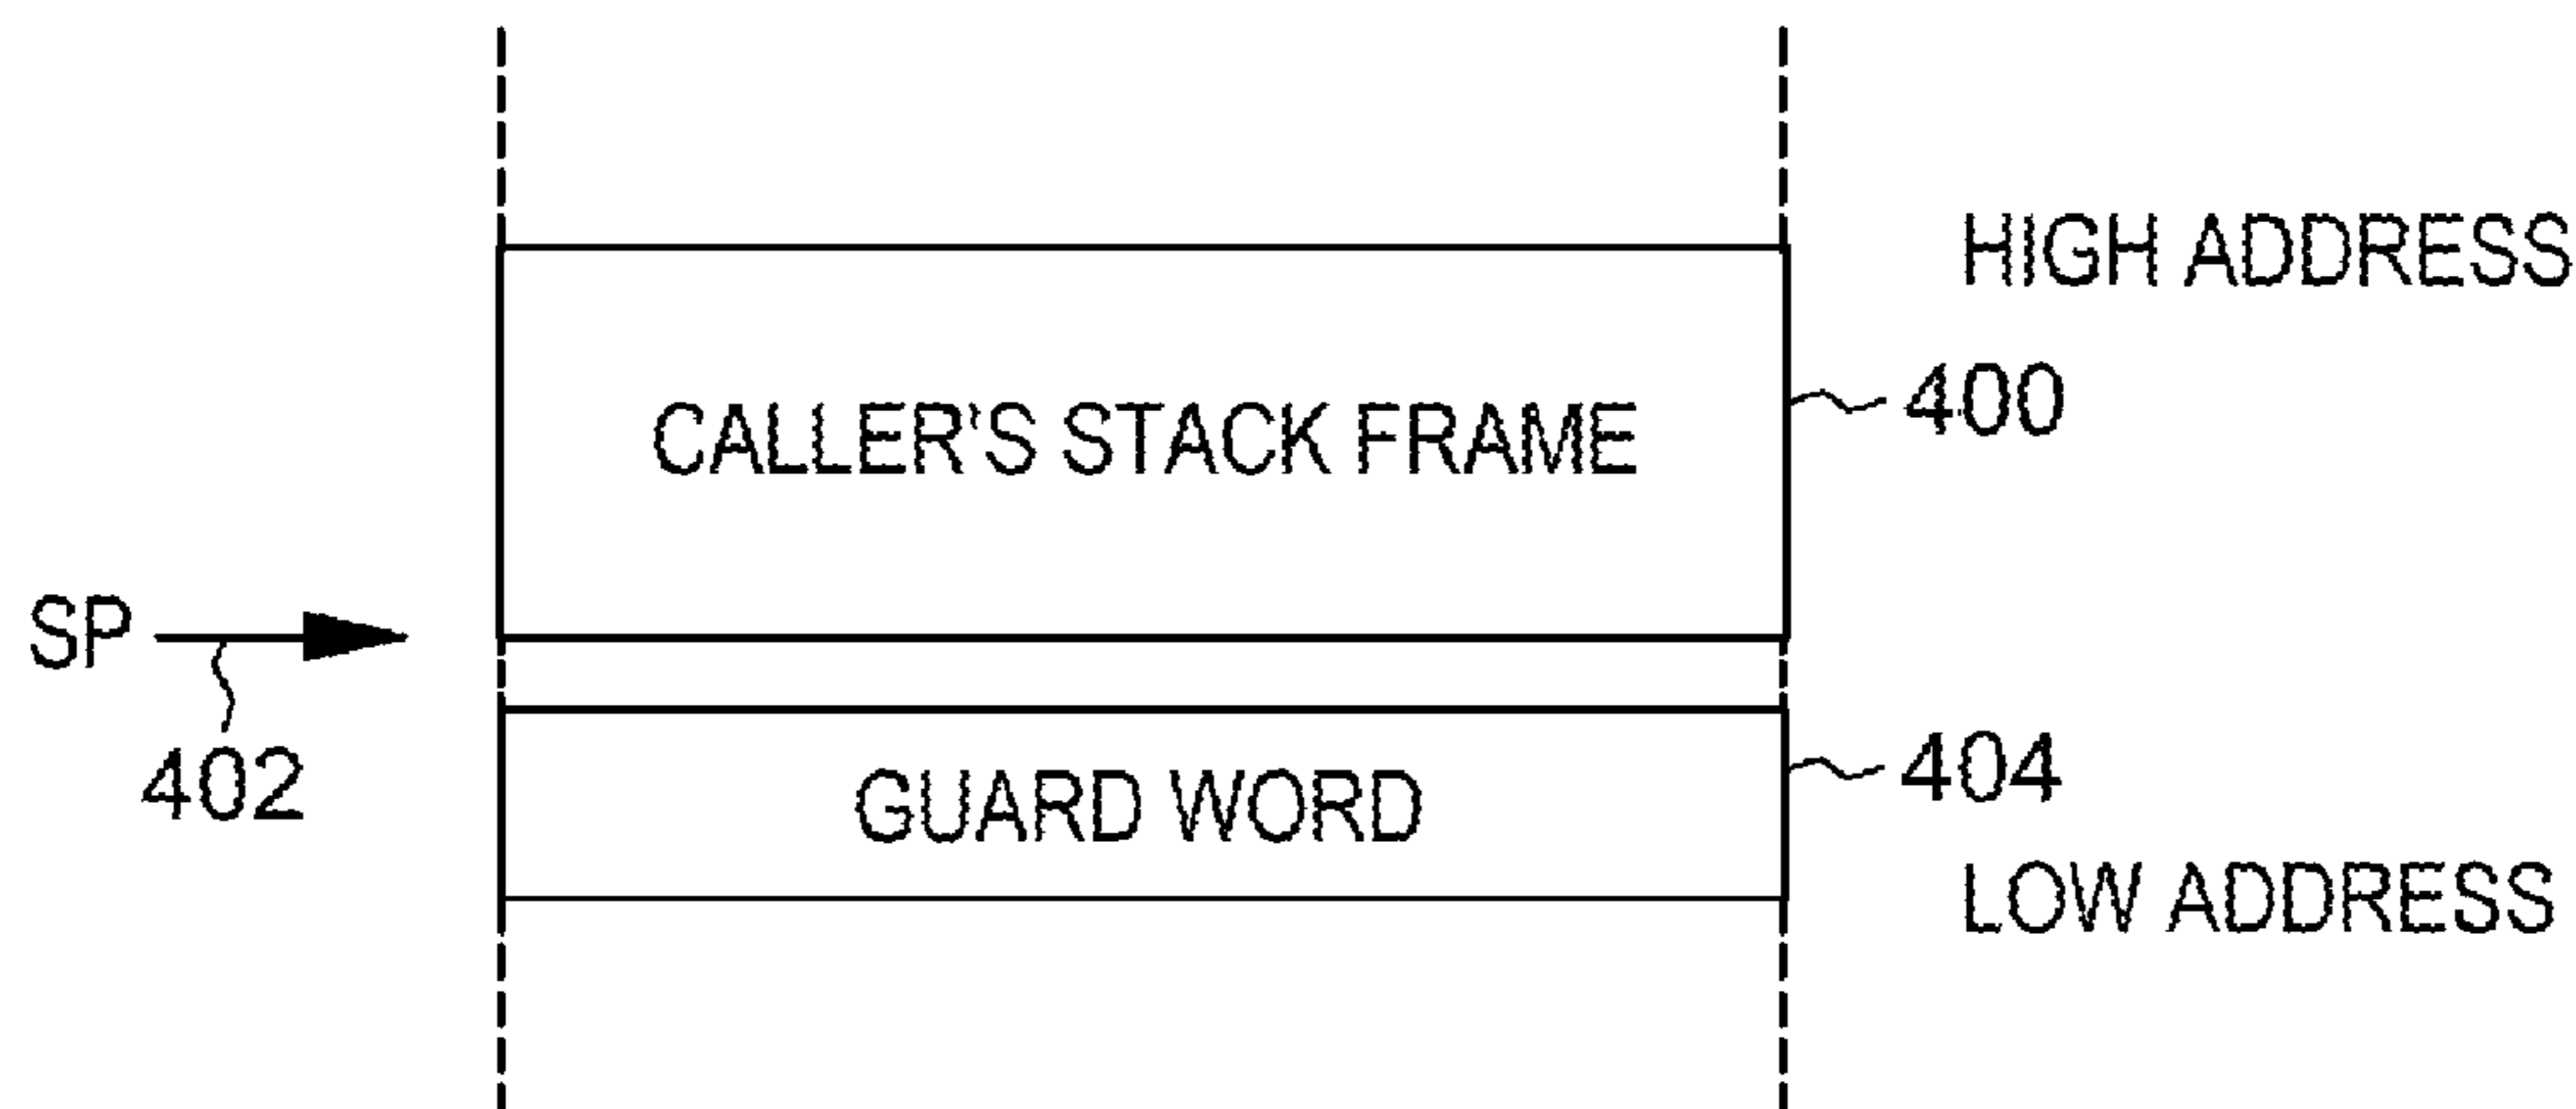 HIGH ADDRESS
CALLER'S STACK FRAME
400
SP
402
GUARD WORD
404
LOW ADDRESS